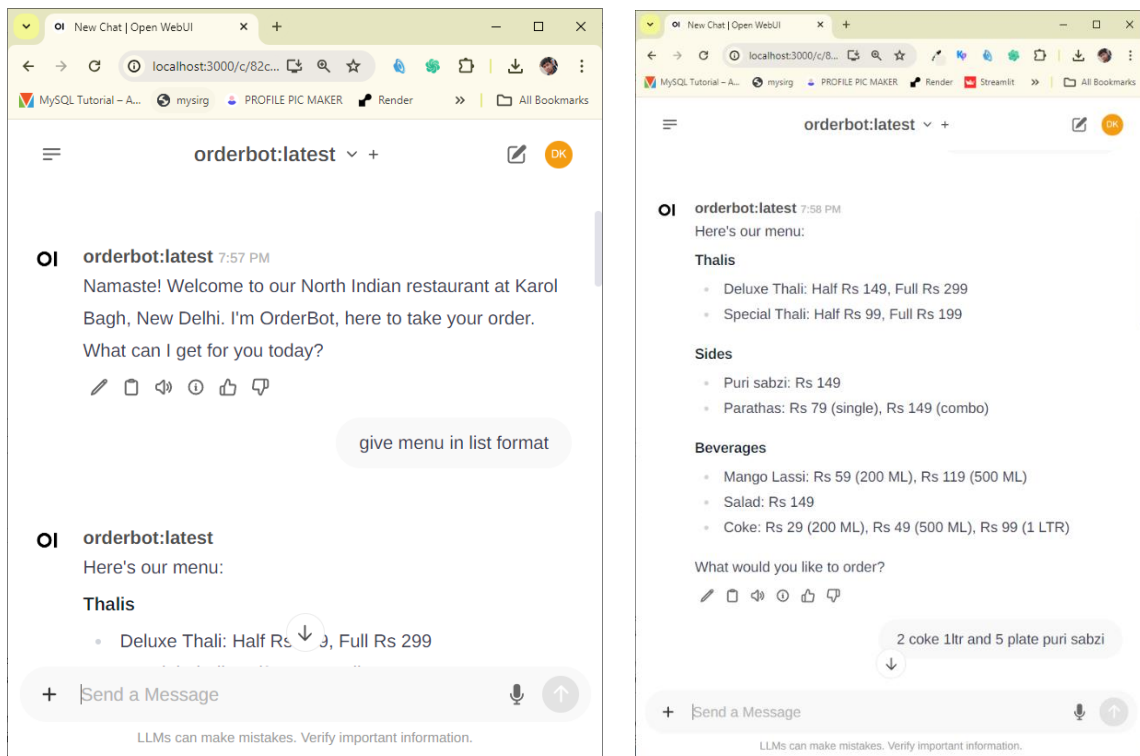 New Chat | Open WebUI
localhost:3000/c/82c...
MySQL Tutorial – A...
mysirg
PROFILE PIC MAKER
Render
All Bookmarks
orderbot:latest
DK
OI
orderbot:latest 7:57 PM
Namaste! Welcome to our North Indian restaurant at Karol
Bagh, New Delhi. I'm OrderBot, here to take your order.
What can I get for you today?
give menu in list format
OI
orderbot:latest
Here's our menu:
Thalis
Deluxe Thali: Half Rs 9, Full Rs 299
Send a Message
LLMs can make mistakes. Verify important information.
New Chat | Open WebUI
localhost:3000/c/8...
MySQL Tutorial – A...
mysirg
PROFILE PIC MAKER
Render
Streamlit
All Bookmarks
orderbot:latest
DK
OI
orderbot:latest 7:58 PM
Here's our menu:
Thalis
Deluxe Thali: Half Rs 149, Full Rs 299
Special Thali: Half Rs 99, Full Rs 199
Sides
Puri sabzi: Rs 149
Parathas: Rs 79 (single), Rs 149 (combo)
Beverages
Mango Lassi: Rs 59 (200 ML), Rs 119 (500 ML)
Salad: Rs 149
Coke: Rs 29 (200 ML), Rs 49 (500 ML), Rs 99 (1 LTR)
What would you like to order?
2 coke 1ltr and 5 plate puri sabzi
Send a Message
LLMs can make mistakes. Verify important information.